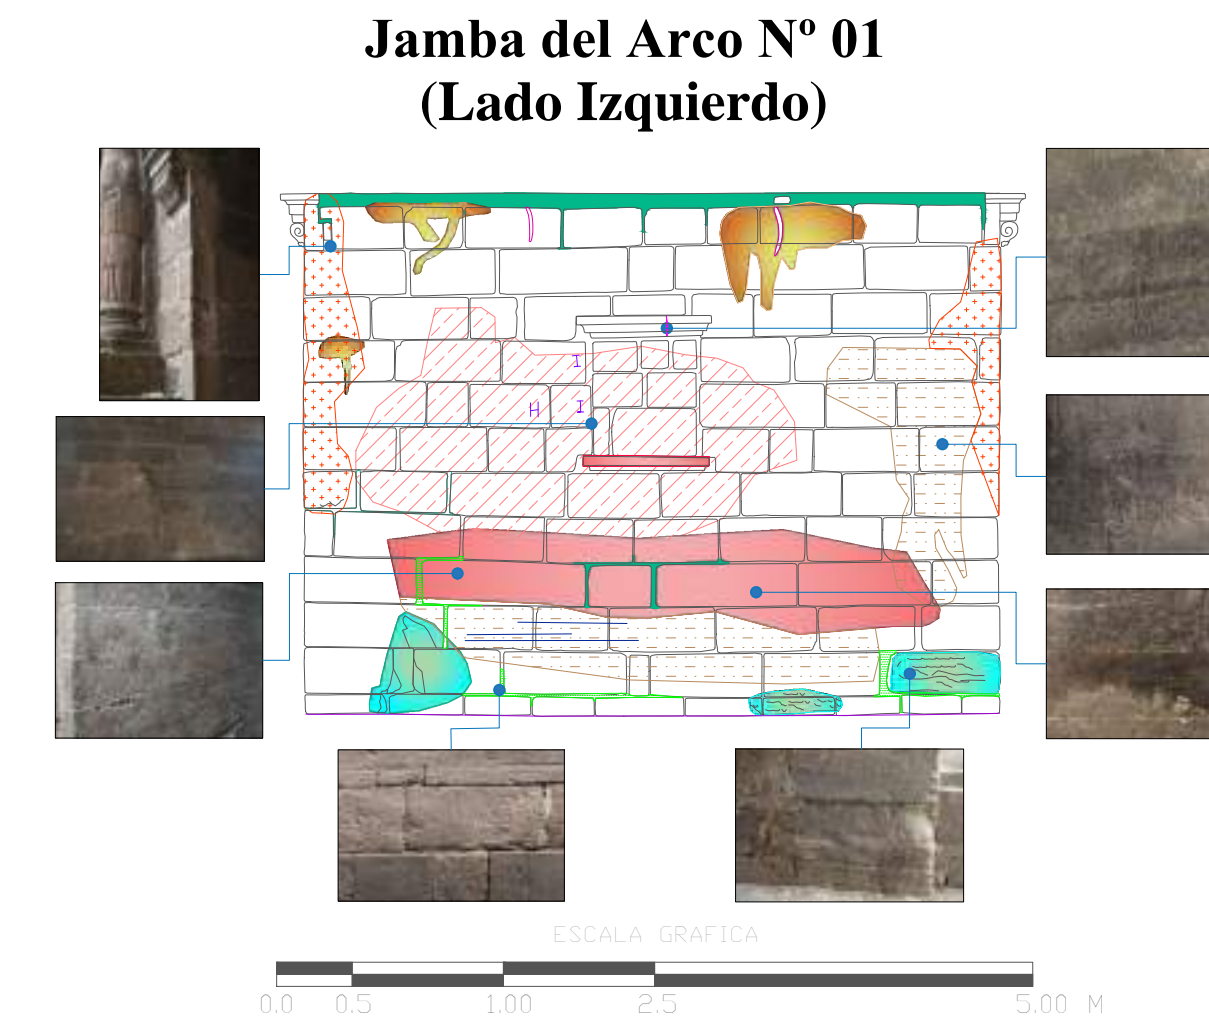 Jamba del Arco Nº 01
(Lado Izquierdo)
I
H I
ESCALA GRAFICA
0.0 0.5 1.00 2.5 5.00 M